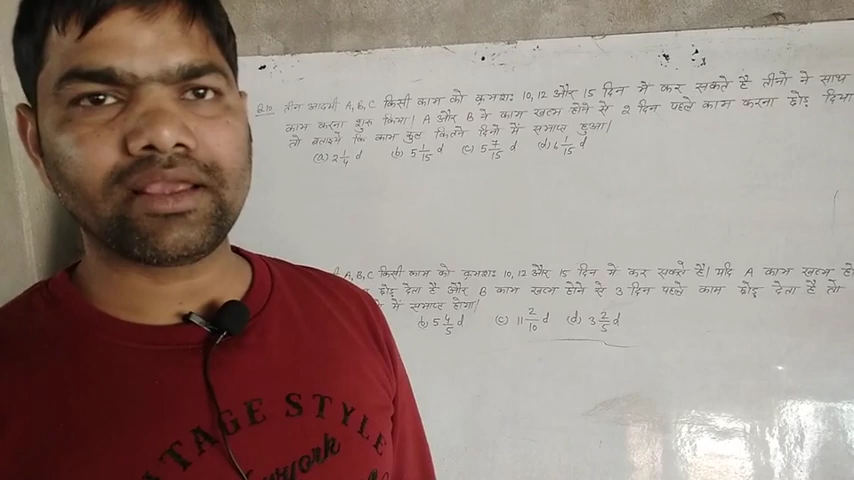 Q.10. तीन आदमी A, B, C किसी काम को क्रमशः 10, 12 और 15 दिन मे कर सकते है तीनो ने साथ
काम करना शुरु किया। A और B ने काम खत्म होने से 2 दिन पहले काम करना छोड़ दिया
तो बताइये कि काम कुल कितने दिनो में समाप्त हुआ।
(a) 2 1/4 d (b) 5 1/15 d (c) 5 7/15 d (d) 6 1/15 d
A, B, C किसी काम को क्रमशः 10, 12 और 15 दिन मे कर सकते है। यदि A काम खत्म हो
छोड़ देता है और B काम खत्म होने से 3 दिन पहले काम छोड़ देता है तो
मे समाप्त होगा।
(b) 5 4/5 d (c) 11 2/10 d (d) 3 2/5 d
TAGE STYLE
Newyork